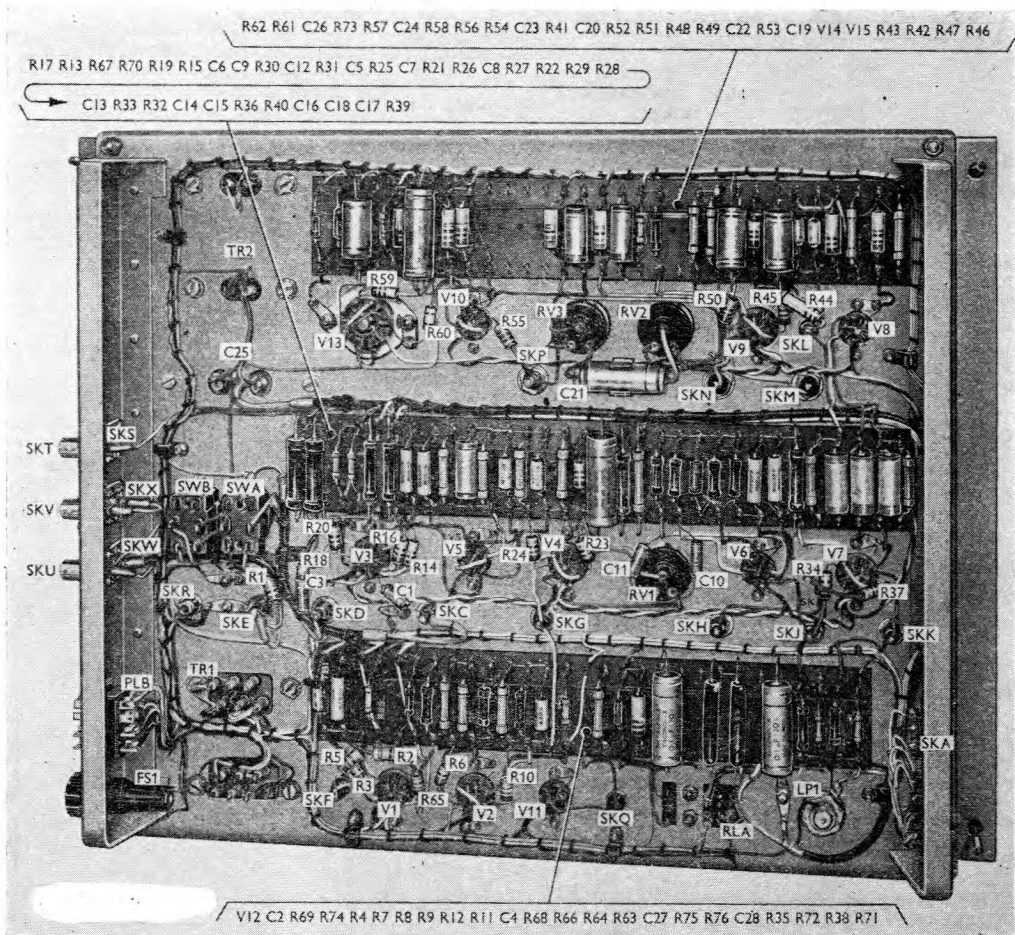 R62 R61 C26 R73 R57 C24 R58 R56 R54 C23 R41 C20 R52 R51 R48 R49 C22 R53 C19 V14 V15 R43 R42 R47 R46
R17 R13 R67 R70 R19 R15 C6 C9 R30 C12 R31 C5 R25 C7 R21 R26 C8 R27 R22 R29 R28
C13 R33 R32 C14 C15 R36 R40 C16 C18 C17 R39
TR2
R59
V13
R60
V10
R55
SKP
RV3
RV2
C21
R50
V9
R45
SKL
R44
V8
SKN
SKM
C25
SKT
SKS
SKV
SKX
SWB
SWA
SKU
SKW
R20
R18
C3
V3
R16
R14
C1
V5
R24
V4
R23
C11
RV1
C10
V6
R34
V7
R37
SKR
SKE
R1
SKD
SKC
SKG
SKH
SKJ
SKK
PLB
TR1
FS1
R5
R3
SKF
V1
R2
R65
R6
V2
R10
V11
SKQ
RLA
LP1
SKA
V12 C2 R69 R74 R4 R7 R8 R9 R12 R11 C4 R68 R66 R64 R63 C27 R75 R76 C28 R35 R72 R38 R71